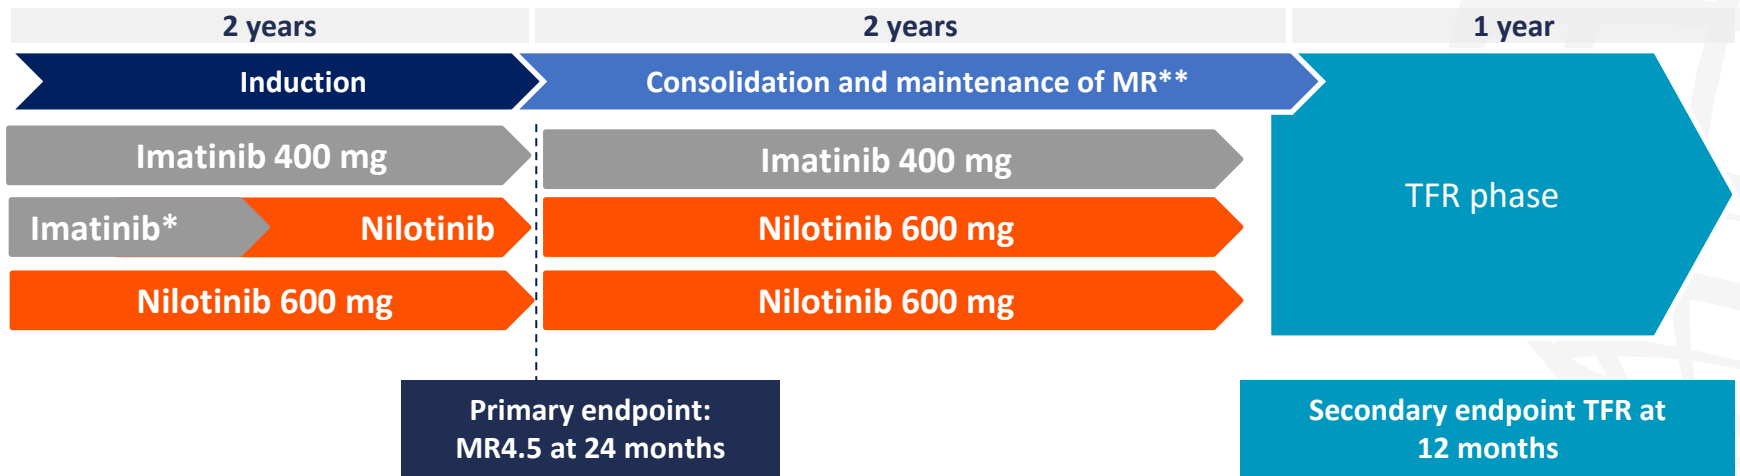 2 years
2 years
1 year
Induction
Consolidation and maintenance of MR**
Imatinib 400 mg
Imatinib 400 mg
TFR phase
Imatinib*
Nilotinib
Nilotinib 600 mg
Nilotinib 600 mg
Nilotinib 600 mg
Primary endpoint:
MR4.5 at 24 months
Secondary endpoint TFR at
12 months